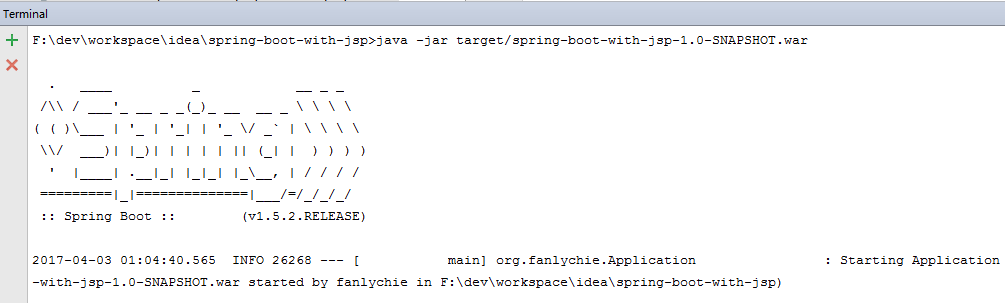 Terminal
F:\dev\workspace\idea\spring-boot-with-jsp>java -jar target/spring-boot-with-jsp-1.0-SNAPSHOT.war
  .   ____          _            __ _ _
 /\\ / ___'_ __ _ _(_)_ __  __ _ \ \ \ \
( ( )\___ | '_ | '_| | '_ \/ _` | \ \ \ \
 \\/  ___)| |_)| | | | | || (_| |  ) ) ) )
  '  |____| .__|_| |_|_| |_\__, | / / / /
 =========|_|==============|___/=/_/_/_/
 :: Spring Boot ::        (v1.5.2.RELEASE)
2017-04-03 01:04:40.565  INFO 26268 --- [           main] org.fanlychie.Application                : Starting Application
-with-jsp-1.0-SNAPSHOT.war started by fanlychie in F:\dev\workspace\idea\spring-boot-with-jsp)